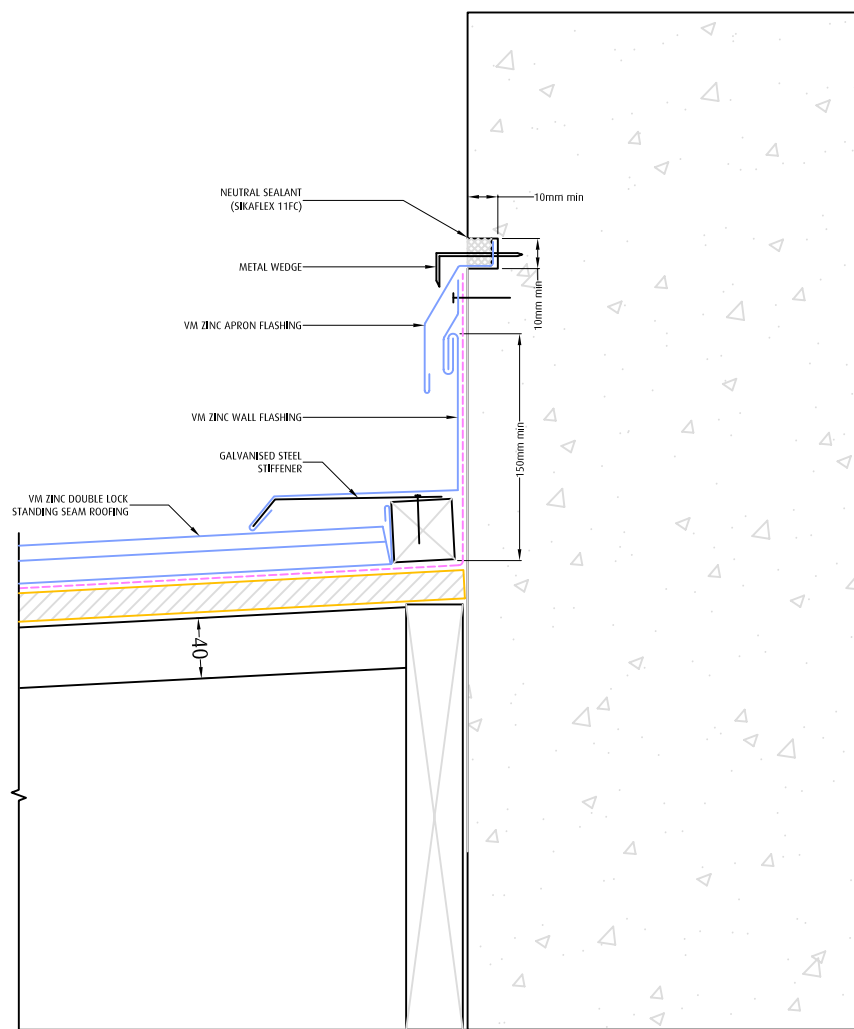 NEUTRAL SEALANT
(SIKAFLEX 11FC)
10mm min
METAL WEDGE
10mm min
VM ZINC APRON FLASHING
VM ZINC WALL FLASHING
150mm min
GALVANISED STEEL
STIFFENER
VM ZINC DOUBLE LOCK
STANDING SEAM ROOFING
40